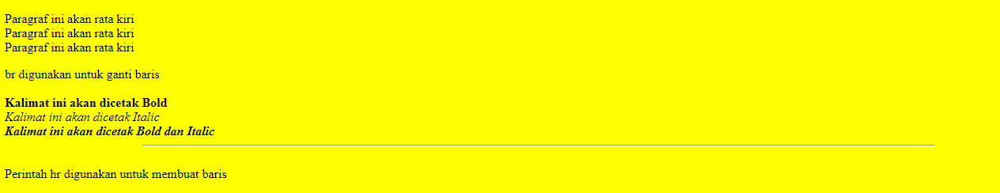 Paragraf ini akan rata kiri
Paragraf ini akan rata kiri
Paragraf ini akan rata kiri
br digunakan untuk ganti baris
Kalimat ini akan dicetak Bold
Kalimat ini akan dicetak Italic
Kalimat ini akan dicetak Bold dan Italic
Perintah hr digunakan untuk membuat baris